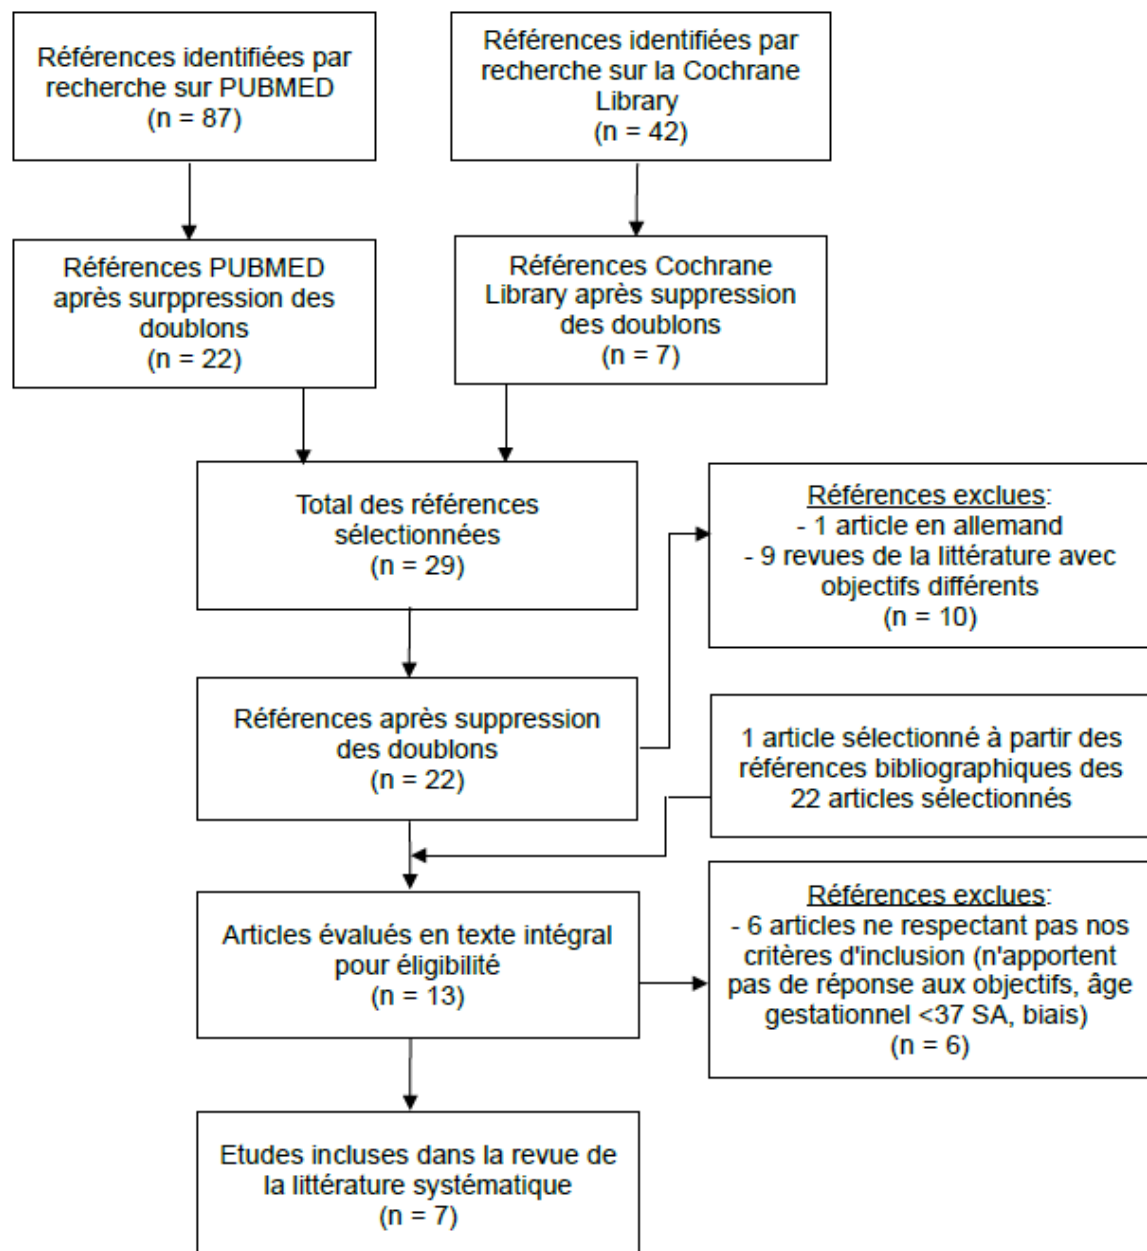 Références identifiées par
recherche sur PUBMED
(n = 87)
Références identifiées par
recherche sur la Cochrane
Library
(n = 42)
Références PUBMED
après surppression des
doublons
(n = 22)
Références Cochrane
Library après suppression
des doublons
(n = 7)
Total des références
sélectionnées
(n = 29)
Références exclues:
- 1 article en allemand
- 9 revues de la littérature avec
objectifs différents
(n = 10)
Références après suppression
des doublons
(n = 22)
1 article sélectionné à partir des
références bibliographiques des
22 articles sélectionnés
Articles évalués en texte intégral
pour éligibilité
(n = 13)
Références exclues:
- 6 articles ne respectant pas nos
critères d'inclusion (n'apportent
pas de réponse aux objectifs, âge
gestationnel <37 SA, biais)
(n = 6)
Etudes incluses dans la revue de
la littérature systématique
(n = 7)